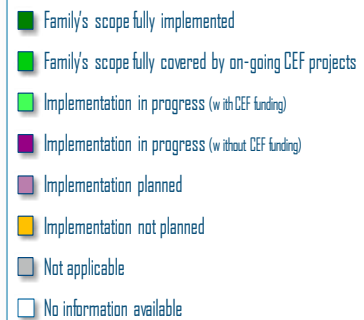 Family's scope fully implemented
Family's scope fully covered by on-going CEF projects
Implementation in progress (with CEF funding)
Implementation in progress (without CEF funding)
Implementation planned
Implementation not planned
Not applicable
No information available